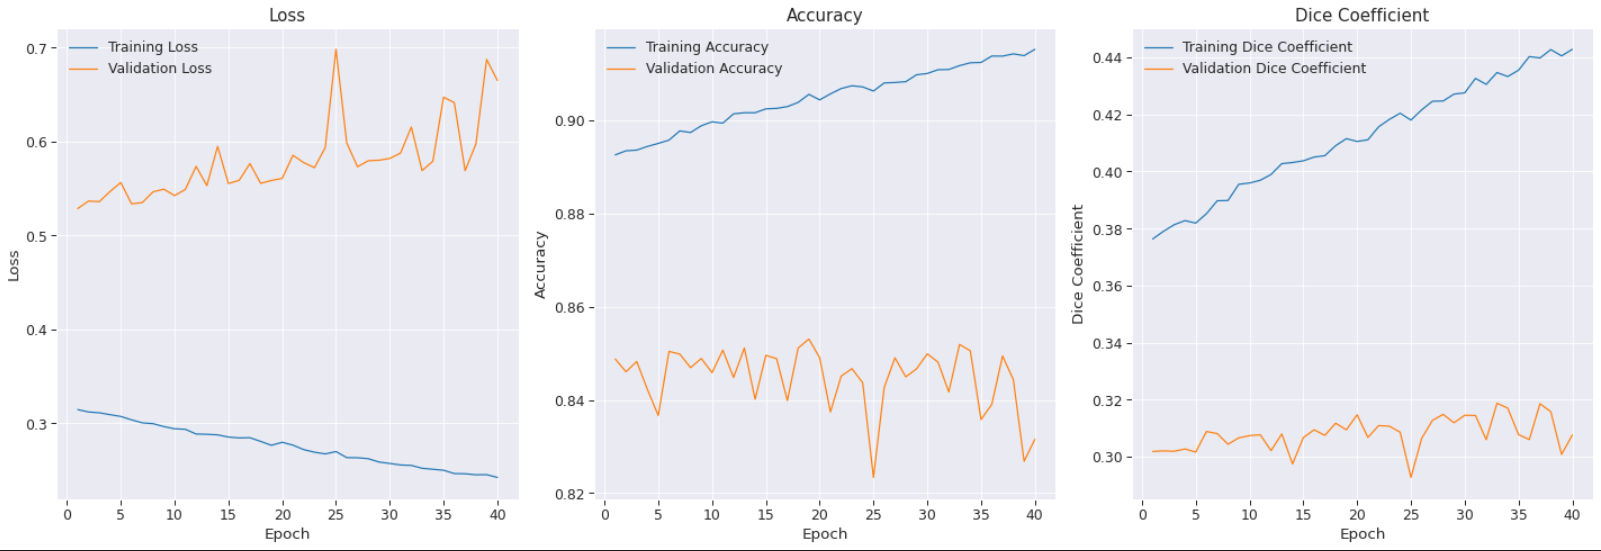 Loss
Training Loss
Validation Loss
0.7
0.6
0.5
0.4
0.3
Loss
0 5 10 15 20 25 30 35 40
Epoch
Accuracy
Training Accuracy
Validation Accuracy
0.90
0.88
0.86
0.84
0.82
Accuracy
0 5 10 15 20 25 30 35 40
Epoch
Dice Coefficient
Training Dice Coefficient
Validation Dice Coefficient
0.44
0.42
0.40
0.38
0.36
0.34
0.32
0.30
Dice Coefficient
0 5 10 15 20 25 30 35 40
Epoch